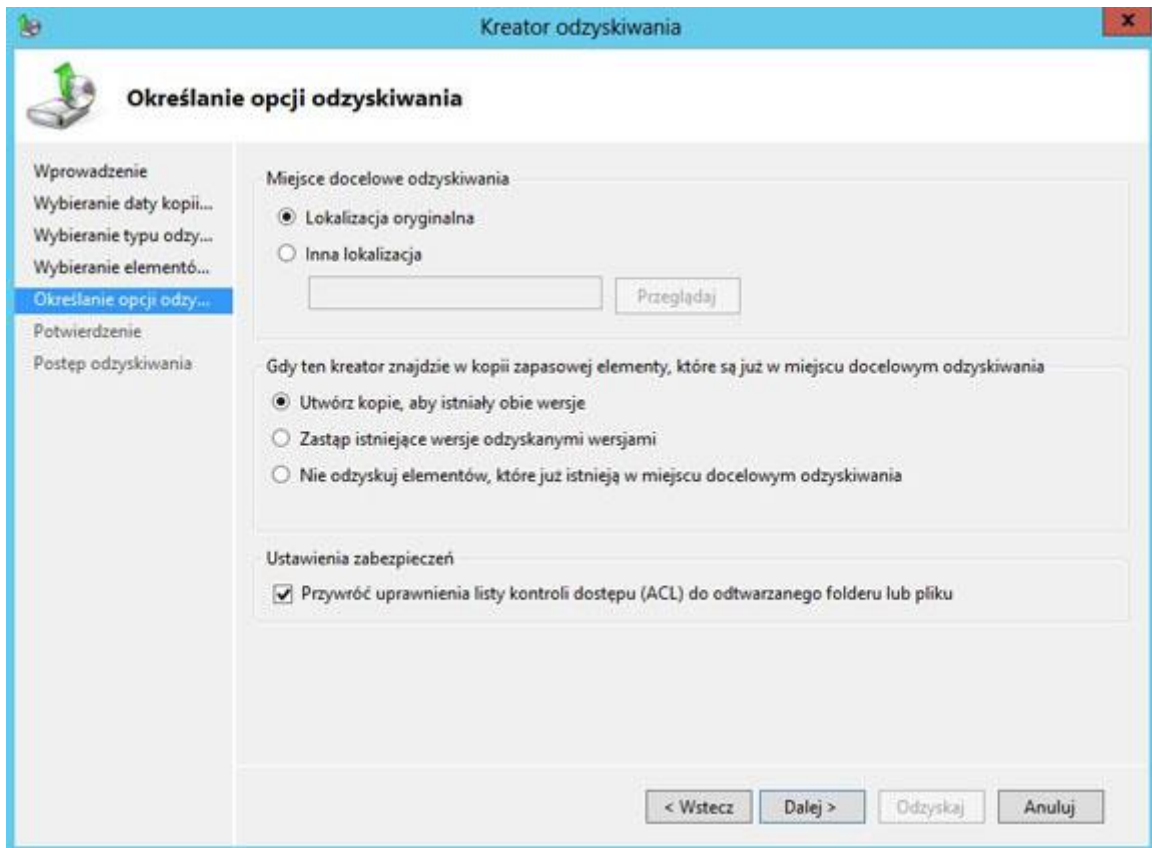 Kreator odzyskiwania
x
Określanie opcji odzyskiwania
Wprowadzenie
Wybieranie daty kopii...
Wybieranie typu odzy...
Wybieranie elementó...
Określanie opcji odzy...
Potwierdzenie
Postęp odzyskiwania
Miejsce docelowe odzyskiwania
Lokalizacja oryginalna
Inna lokalizacja
Przeglądaj
Gdy ten kreator znajdzie w kopii zapasowej elementy, które są już w miejscu docelowym odzyskiwania
Utwórz kopie, aby istniały obie wersje
Zastąp istniejące wersje odzyskanymi wersjami
Nie odzyskuj elementów, które już istnieją w miejscu docelowym odzyskiwania
Ustawienia zabezpieczeń
Przywróć uprawnienia listy kontroli dostępu (ACL) do odtwarzanego folderu lub pliku
< Wstecz
Dalej >
Odzyskaj
Anuluj